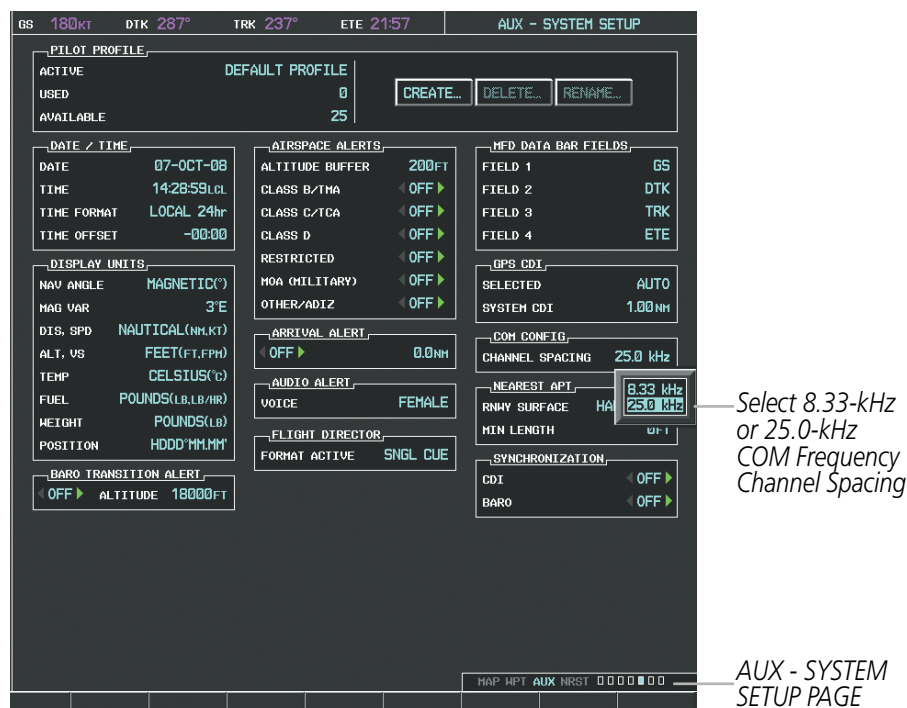 GS 180KT DTK 287° TRK 237° ETE 21:57 AUX – SYSTEM SETUP
PILOT PROFILE
ACTIVE DEFAULT PROFILE
USED 0
AVAILABLE 25
CREATE... DELETE... RENAME...
DATE / TIME
DATE 07-OCT-08
TIME 14:28:59LCL
TIME FORMAT LOCAL 24hr
TIME OFFSET -00:00
DISPLAY UNITS
NAV ANGLE MAGNETIC(°)
MAG VAR 3°E
DIS, SPD NAUTICAL(NM,KT)
ALT, VS FEET(FT,FPM)
TEMP CELSIUS(°C)
FUEL POUNDS(LB,LB/HR)
WEIGHT POUNDS(LB)
POSITION HDDD°MM.MM'
BARO TRANSITION ALERT
OFF ALTITUDE 18000FT
AIRSPACE ALERTS
ALTITUDE BUFFER 200FT
CLASS B/TMA OFF
CLASS C/TCA OFF
CLASS D OFF
RESTRICTED OFF
MOA (MILITARY) OFF
OTHER/ADIZ OFF
ARRIVAL ALERT
OFF 0.0NM
AUDIO ALERT
VOICE FEMALE
FLIGHT DIRECTOR
FORMAT ACTIVE SNGL CUE
MFD DATA BAR FIELDS
FIELD 1 GS
FIELD 2 DTK
FIELD 3 TRK
FIELD 4 ETE
GPS CDI
SELECTED AUTO
SYSTEM CDI 1.00NM
COM CONFIG
CHANNEL SPACING 25.0 kHz
8.33 kHz
25.0 kHz
NEAREST APT
RNWY SURFACE
MIN LENGTH 0FT
SYNCHRONIZATION
CDI OFF
BARO OFF
MAP WPT AUX NRST
Select 8.33-kHz
or 25.0-kHz
COM Frequency
Channel Spacing
AUX - SYSTEM
SETUP PAGE